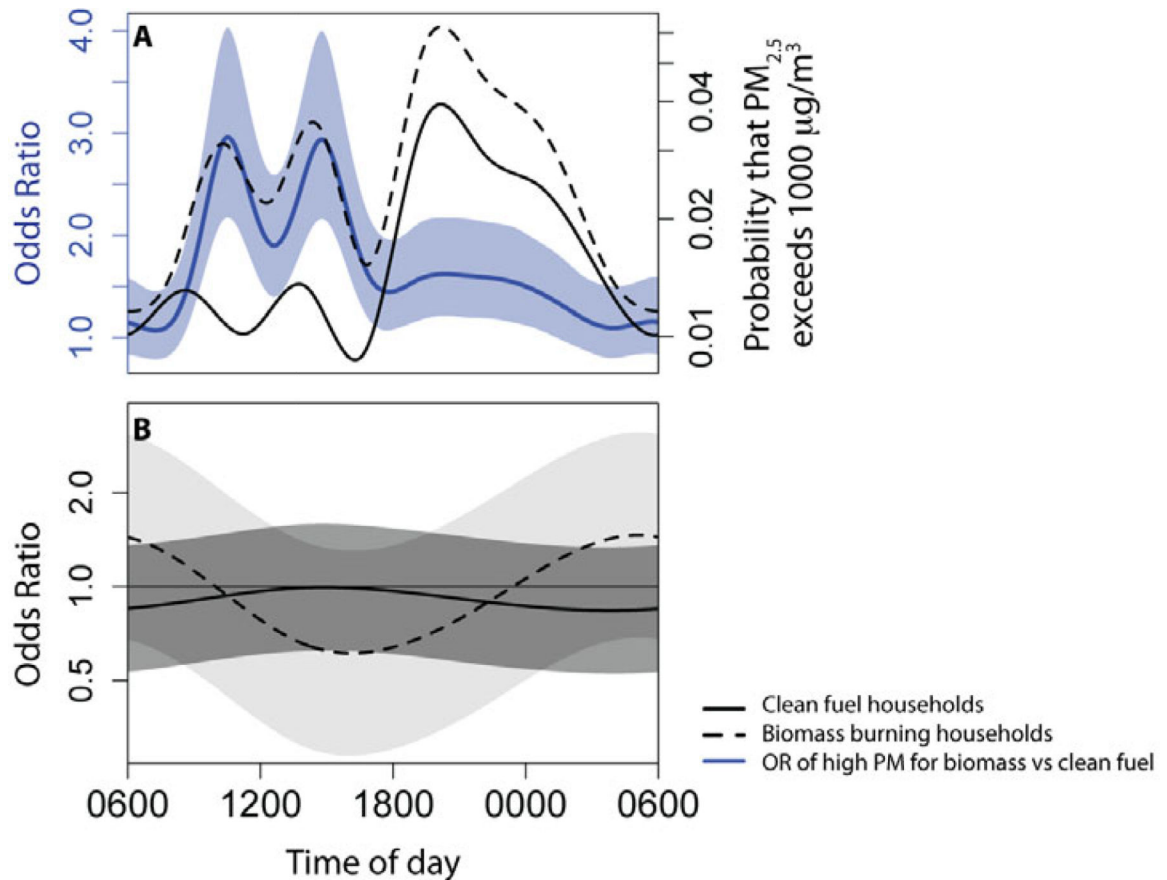 A
Odds Ratio
4.0
3.0
2.0
1.0
0.04
0.02
0.01
Probability that PM2.5
exceeds 1000 µg/m3
B
Odds Ratio
2.0
1.0
0.5
0600 1200 1800 0000 0600
Time of day
Clean fuel households
Biomass burning households
OR of high PM for biomass vs clean fuel